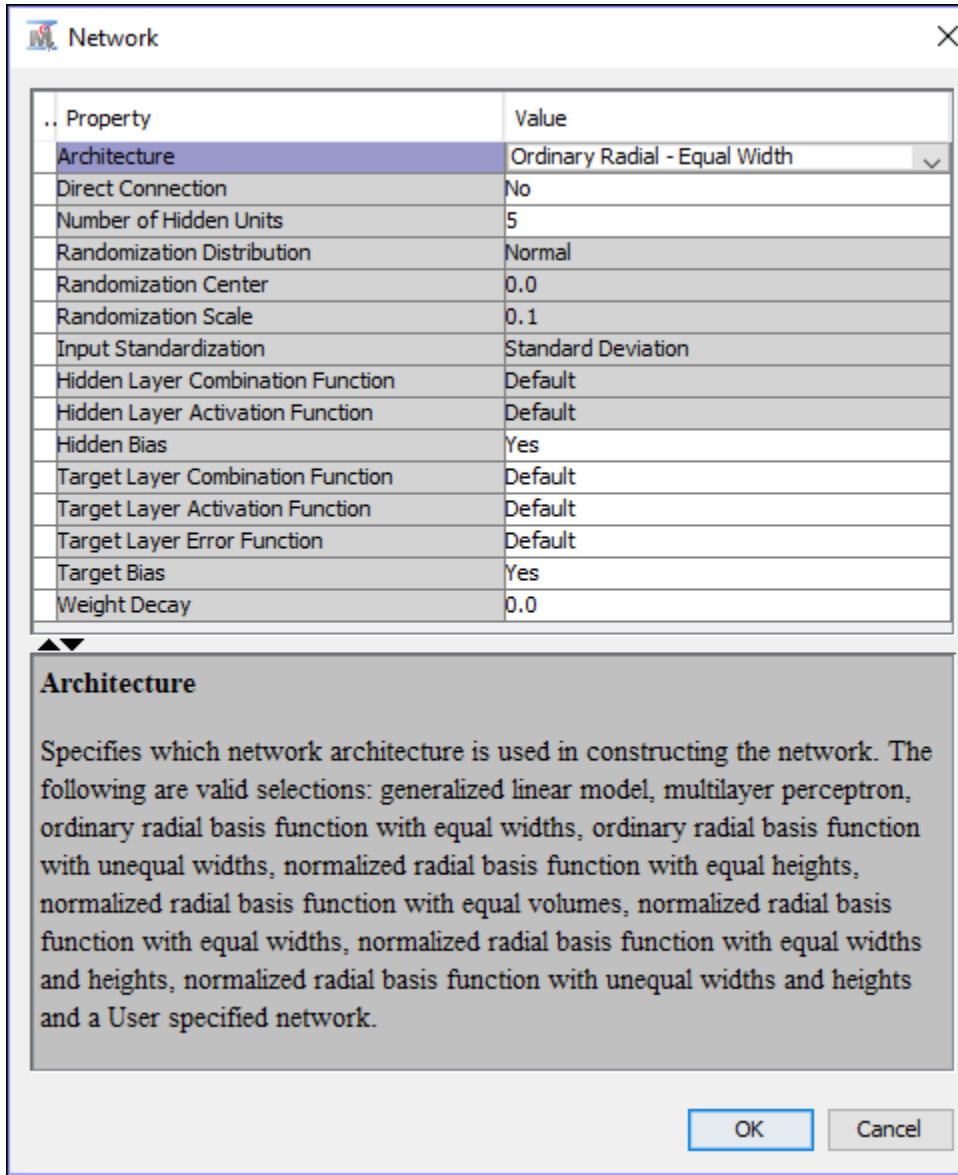 Network
.. Property Value
Architecture Ordinary Radial - Equal Width
Direct Connection No
Number of Hidden Units 5
Randomization Distribution Normal
Randomization Center 0.0
Randomization Scale 0.1
Input Standardization Standard Deviation
Hidden Layer Combination Function Default
Hidden Layer Activation Function Default
Hidden Bias Yes
Target Layer Combination Function Default
Target Layer Activation Function Default
Target Layer Error Function Default
Target Bias Yes
Weight Decay 0.0
Architecture
Specifies which network architecture is used in constructing the network. The
following are valid selections: generalized linear model, multilayer perceptron,
ordinary radial basis function with equal widths, ordinary radial basis function
with unequal widths, normalized radial basis function with equal heights,
normalized radial basis function with equal volumes, normalized radial basis
function with equal widths, normalized radial basis function with equal widths
and heights, normalized radial basis function with unequal widths and heights
and a User specified network.
OK Cancel